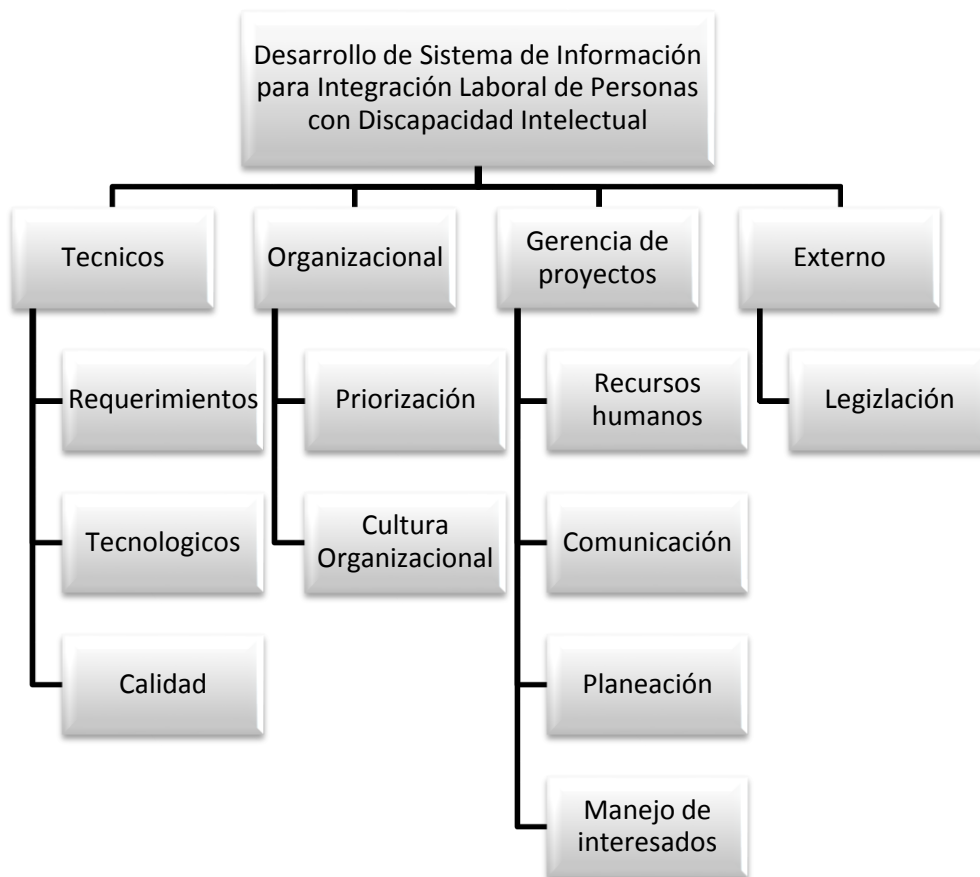 Desarrollo de Sistema de Información
para Integración Laboral de Personas
con Discapacidad Intelectual
Tecnicos
Requerimientos
Tecnologicos
Calidad
Organizacional
Priorización
Cultura
Organizacional
Gerencia de
proyectos
Recursos
humanos
Comunicación
Planeación
Manejo de
interesados
Externo
Legizlación